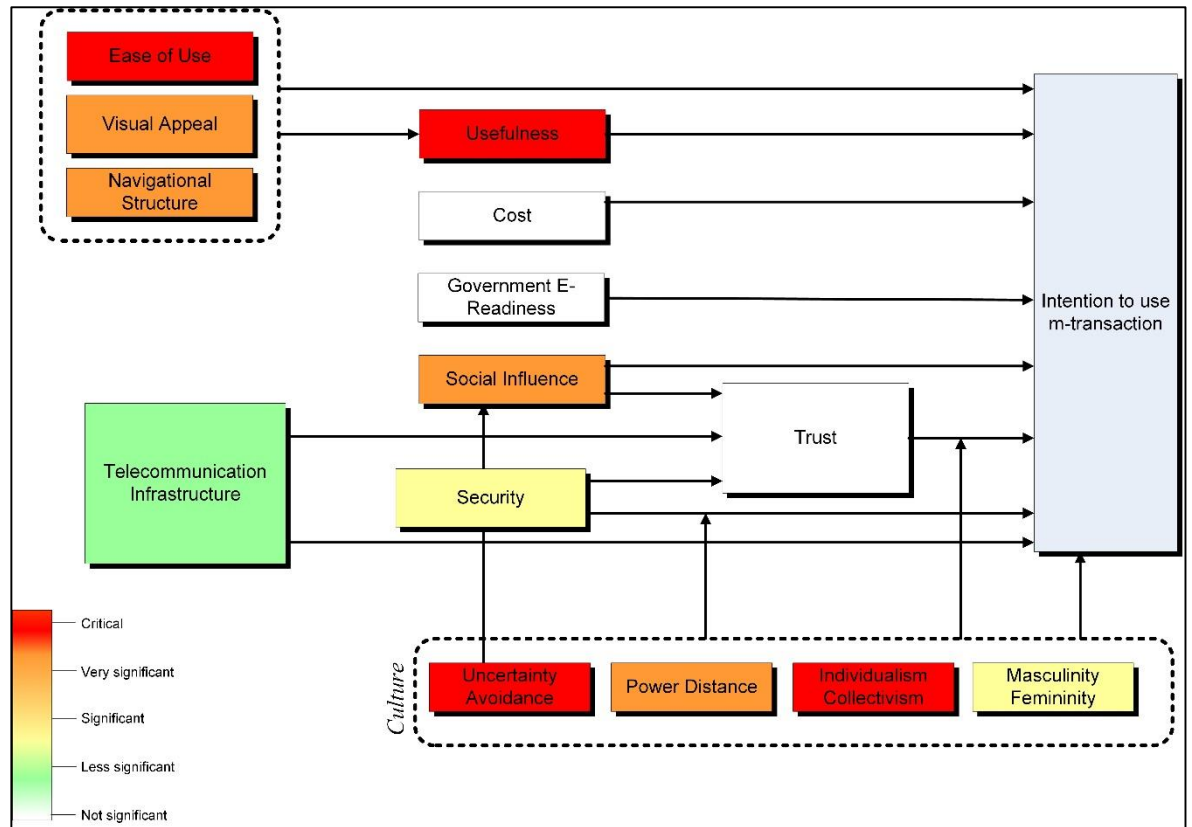 Ease of Use
Visual Appeal
Navigational
Structure
Usefulness
Cost
Government E-
Readiness
Social Influence
Intention to use
m-transaction
Trust
Telecommunication
Infrastructure
Security
Critical
Very significant
Significant
Less significant
Not significant
Culture
Uncertainty
Avoidance
Power Distance
Individualism
Collectivism
Masculinity
Femininity